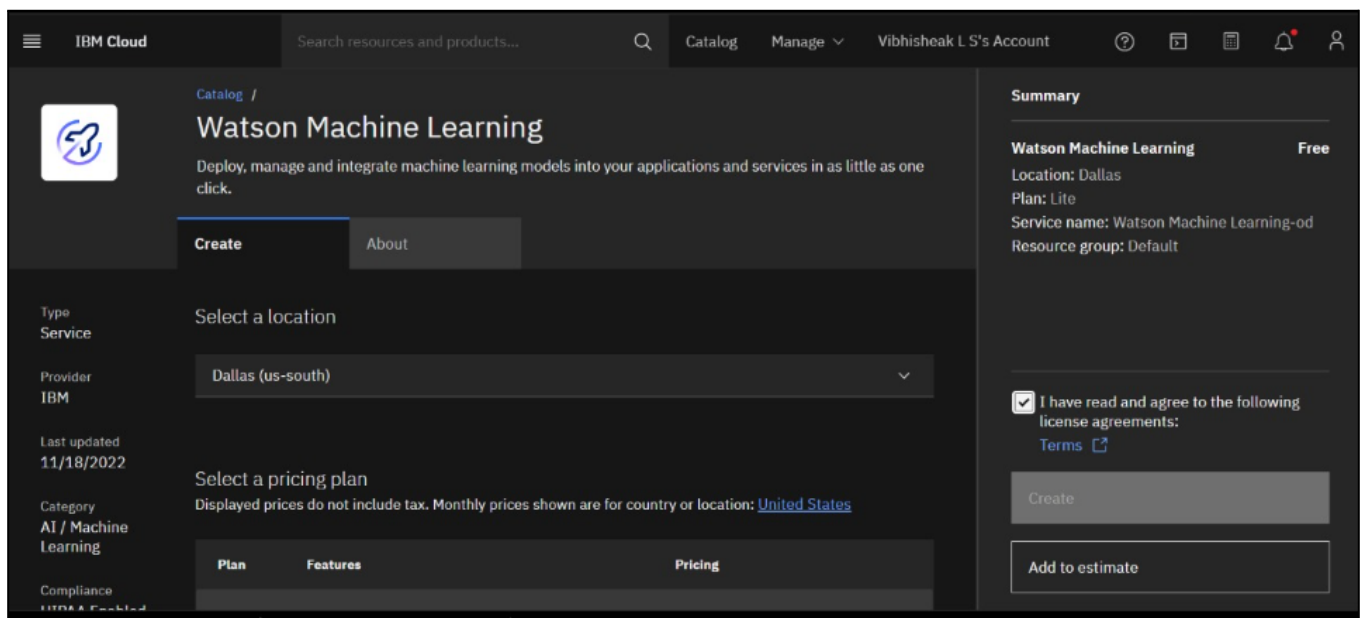 IBM Cloud
Search resources and products...
Catalog
Manage
Vibhisheak L S's Account
Catalog /
Watson Machine Learning
Deploy, manage and integrate machine learning models into your applications and services in as little as one
click.
Create
About
Type
Service
Provider
IBM
Last updated
11/18/2022
Category
AI / Machine
Learning
Compliance
HIPAA Enabled
Select a location
Dallas (us-south)
Select a pricing plan
Displayed prices do not include tax. Monthly prices shown are for country or location: United States
Plan Features Pricing
Summary
Watson Machine Learning Free
Location: Dallas
Plan: Lite
Service name: Watson Machine Learning-od
Resource group: Default
I have read and agree to the following
license agreements:
Terms
Create
Add to estimate